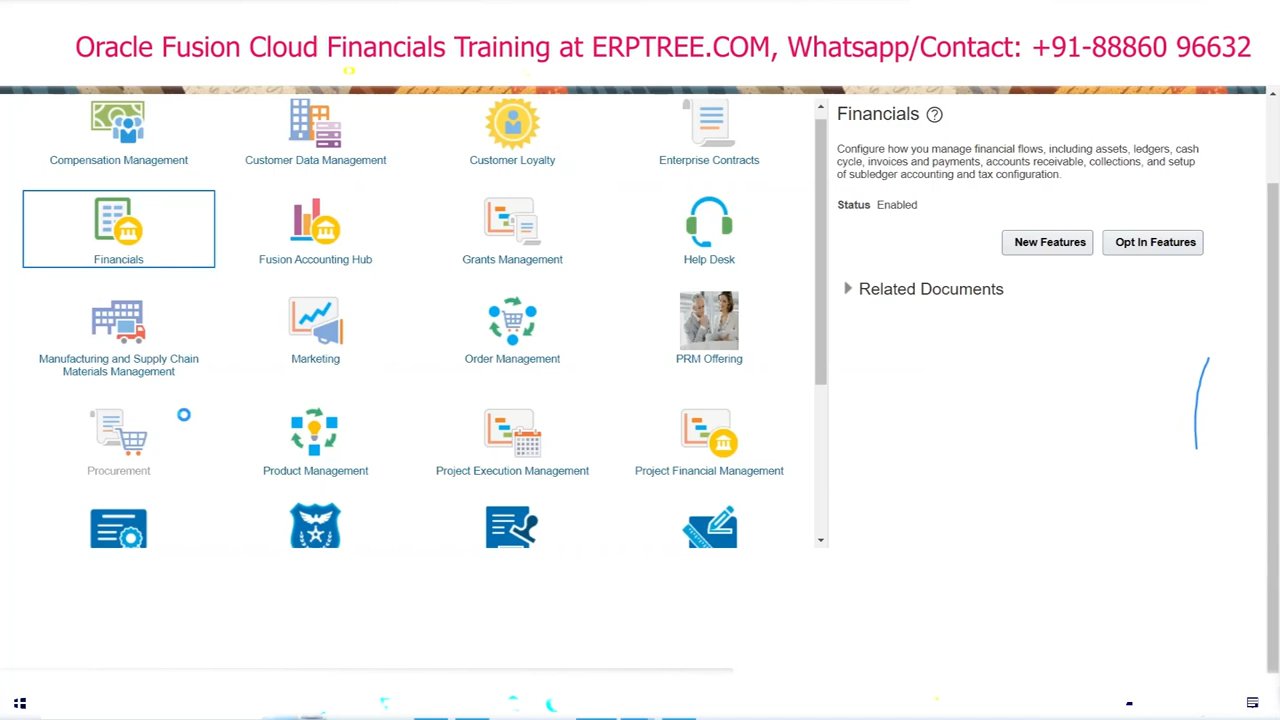 Oracle Fusion Cloud Financials Training at ERPTREE.COM, Whatsapp/Contact: +91-88860 96632
Compensation Management
Customer Data Management
Customer Loyalty
Enterprise Contracts
Financials
Fusion Accounting Hub
Grants Management
Help Desk
Manufacturing and Supply Chain
Materials Management
Marketing
Order Management
PRM Offering
Procurement
Product Management
Project Execution Management
Project Financial Management
Financials
Configure how you manage financial flows, including assets, ledgers, cash
cycle, invoices and payments, accounts receivable, collections, and setup
of subledger accounting and tax configuration.
Status Enabled
New Features
Opt In Features
Related Documents